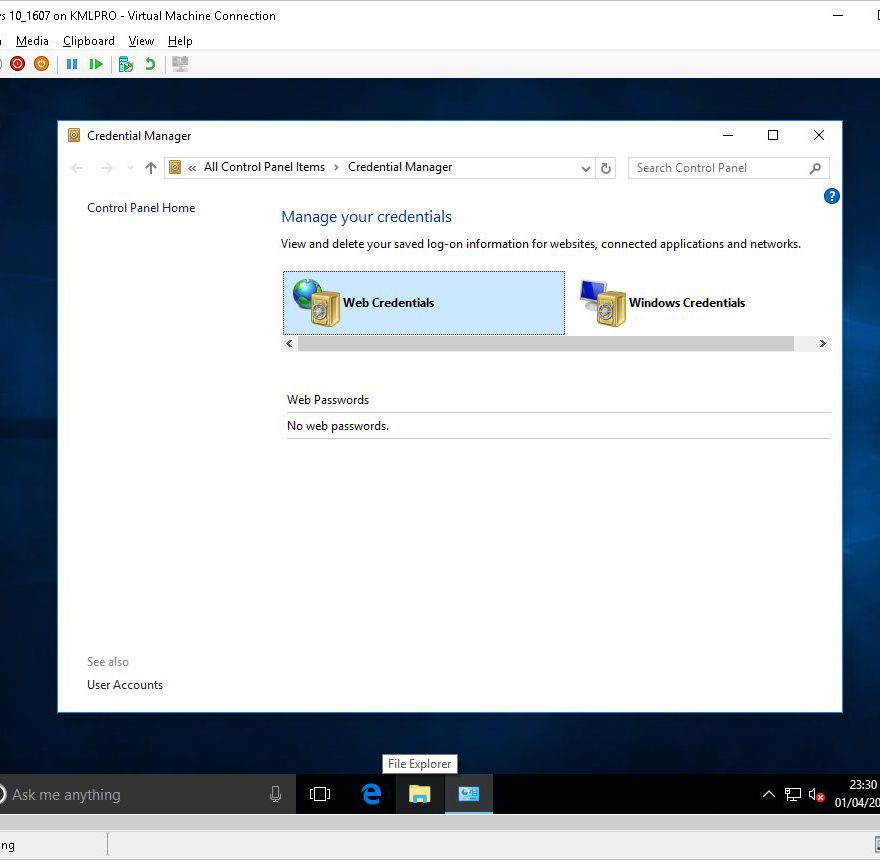 10_1607 on KMLPRO - Virtual Machine Connection
Media Clipboard View Help
Credential Manager
« All Control Panel Items › Credential Manager
Search Control Panel
?
Control Panel Home
Manage your credentials
View and delete your saved log-on information for websites, connected applications and networks.
Web Credentials
Windows Credentials
Web Passwords
No web passwords.
See also
User Accounts
File Explorer
Ask me anything
23:30
01/04/20